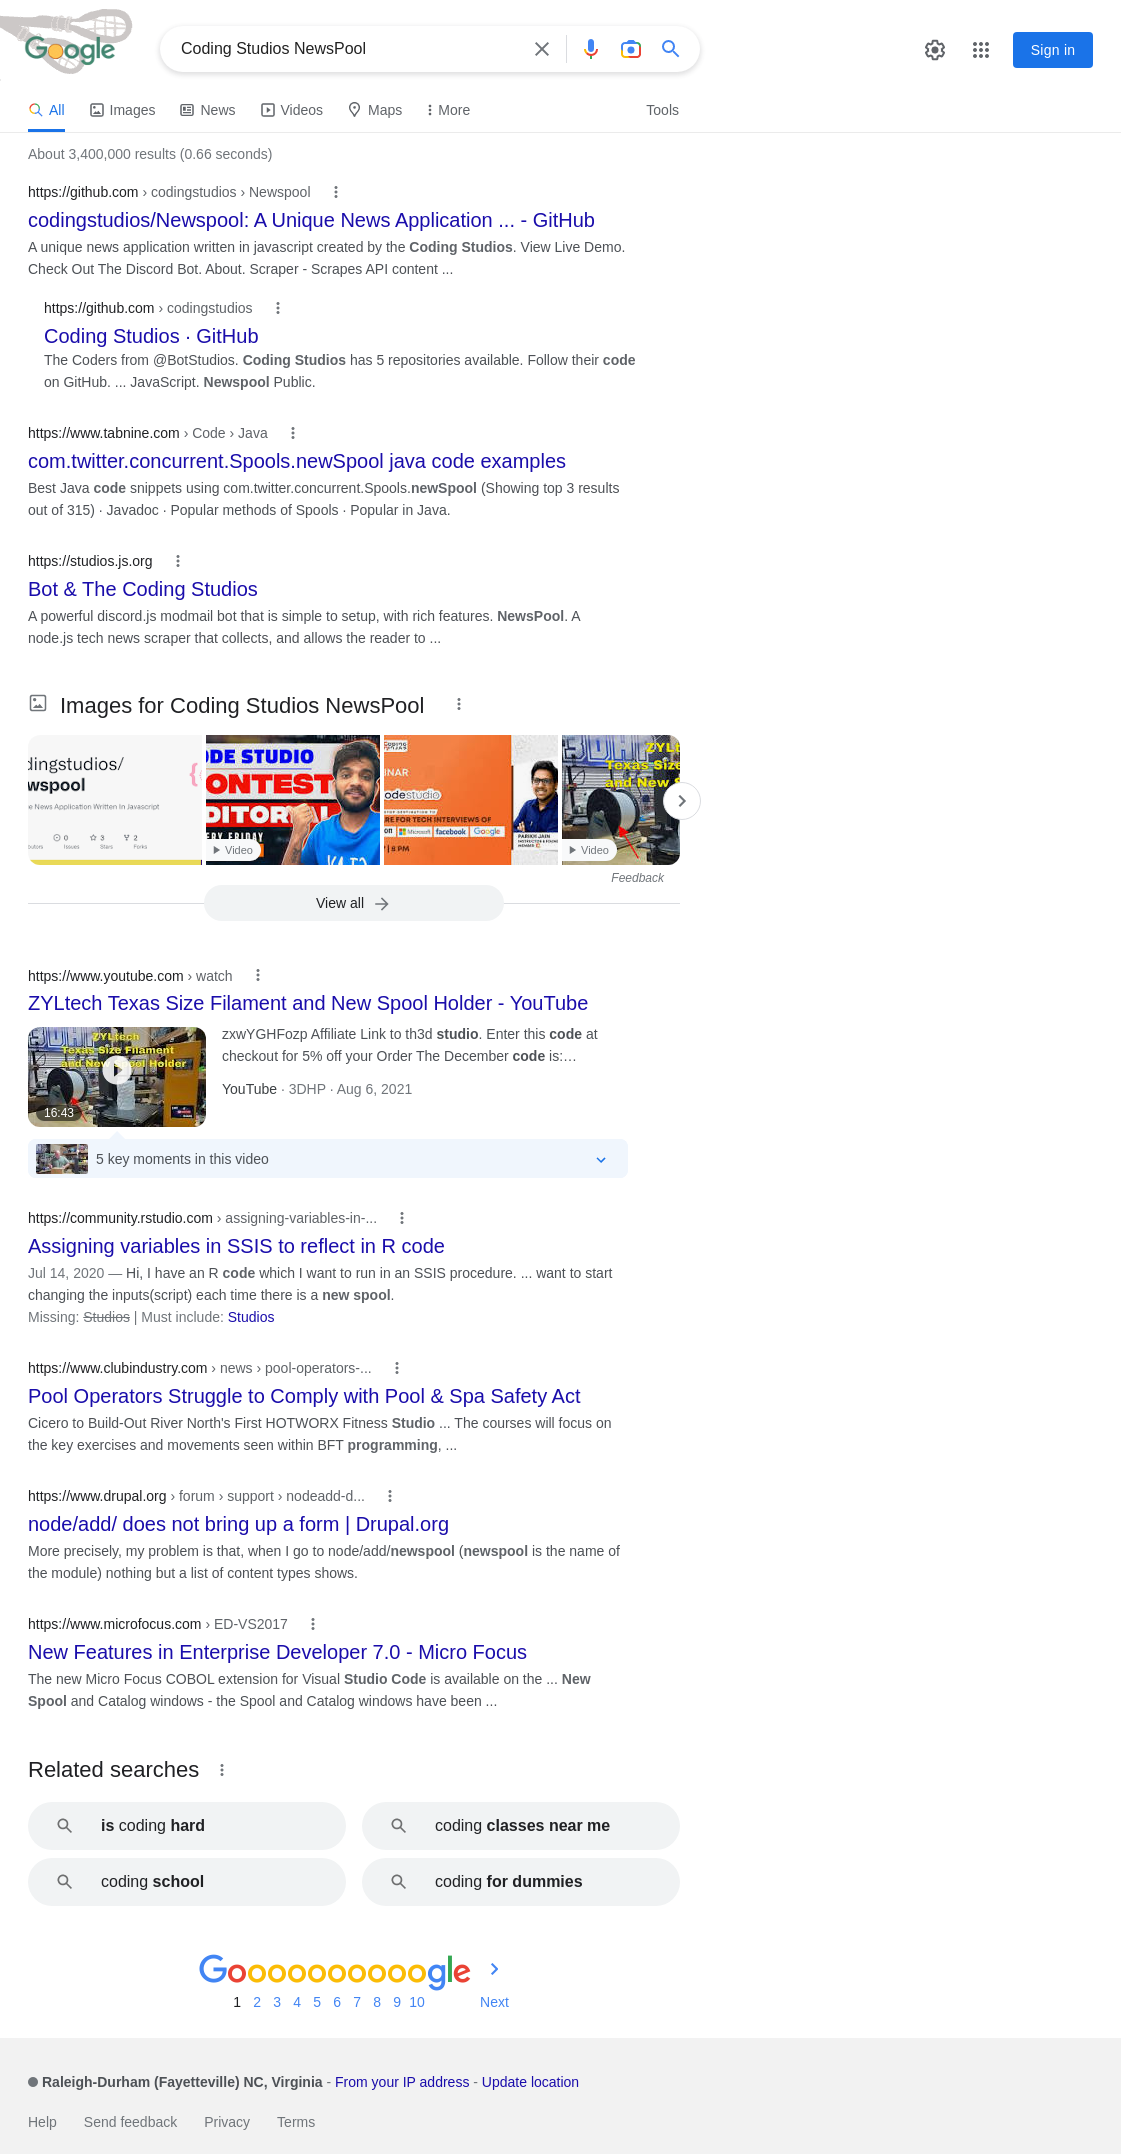 Google
Coding Studios NewsPool
Sign in
All
Images
News
Videos
Maps
More
Tools
About 3,400,000 results (0.66 seconds)
https://github.com › codingstudios › Newspool
codingstudios/Newspool: A Unique News Application ... - GitHub
A unique news application written in javascript created by the Coding Studios. View Live Demo.
Check Out The Discord Bot. About. Scraper - Scrapes API content ...
https://github.com › codingstudios
Coding Studios · GitHub
The Coders from @BotStudios. Coding Studios has 5 repositories available. Follow their code
on GitHub. ... JavaScript. Newspool Public.
https://www.tabnine.com › Code › Java
com.twitter.concurrent.Spools.newSpool java code examples
Best Java code snippets using com.twitter.concurrent.Spools.newSpool (Showing top 3 results
out of 315) · Javadoc · Popular methods of Spools · Popular in Java.
https://studios.js.org
Bot & The Coding Studios
A powerful discord.js modmail bot that is simple to setup, with rich features. NewsPool. A
node.js tech news scraper that collects, and allows the reader to ...
Images for Coding Studios NewsPool
dingstudios/
wspool
e News Application Written In Javascript
0
3
2
Issues
Stars
Forks
ODE STUDIO
ONTEST
DITORIAL
ERY FRIDAY
Video
CODING
NINJAS
INAR
codestudio
RE FOR TECH INTERVIEWS OF
on
Microsoft
facebook
Google
| 8 PM
PARIKH JAIN
3DHP
ZYLt
Texas Size
and New S
Video
Feedback
View all
https://www.youtube.com › watch
ZYLtech Texas Size Filament and New Spool Holder - YouTube
ZYLtech
Texas Size Filament
and New Spool Holder
16:43
zxwYGHFozp Affiliate Link to th3d studio. Enter this code at
checkout for 5% off your Order The December code is:…
YouTube · 3DHP · Aug 6, 2021
5 key moments in this video
https://community.rstudio.com › assigning-variables-in-...
Assigning variables in SSIS to reflect in R code
Jul 14, 2020 — Hi, I have an R code which I want to run in an SSIS procedure. ... want to start
changing the inputs(script) each time there is a new spool.
Missing: Studios | Must include: Studios
https://www.clubindustry.com › news › pool-operators-...
Pool Operators Struggle to Comply with Pool & Spa Safety Act
Cicero to Build-Out River North's First HOTWORX Fitness Studio ... The courses will focus on
the key exercises and movements seen within BFT programming, ...
https://www.drupal.org › forum › support › nodeadd-d...
node/add/ does not bring up a form | Drupal.org
More precisely, my problem is that, when I go to node/add/newspool (newspool is the name of
the module) nothing but a list of content types shows.
https://www.microfocus.com › ED-VS2017
New Features in Enterprise Developer 7.0 - Micro Focus
The new Micro Focus COBOL extension for Visual Studio Code is available on the ... New
Spool and Catalog windows - the Spool and Catalog windows have been ...
Related searches
is coding hard
coding classes near me
coding school
coding for dummies
Goooooooooogle
1 2 3 4 5 6 7 8 9 10 Next
Raleigh-Durham (Fayetteville) NC, Virginia - From your IP address - Update location
Help Send feedback Privacy Terms